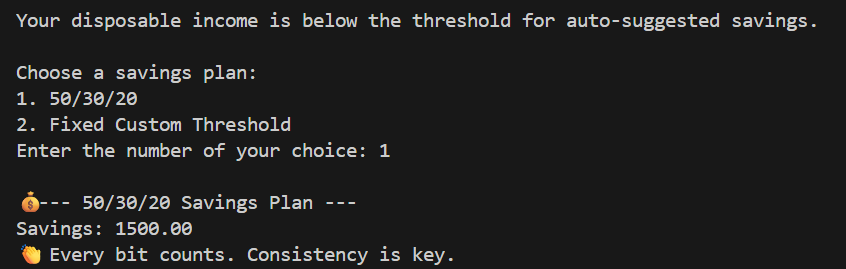 Your disposable income is below the threshold for auto-suggested savings.
Choose a savings plan:
1. 50/30/20
2. Fixed Custom Threshold
Enter the number of your choice: 1
💰--- 50/30/20 Savings Plan ---
Savings: 1500.00
👏 Every bit counts. Consistency is key.